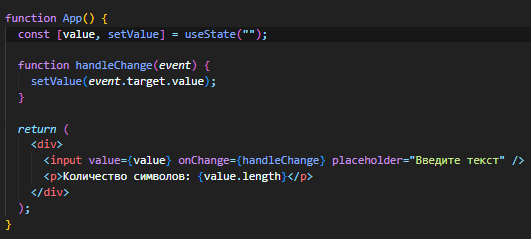 function App() {
  const [value, setValue] = useState("");

  function handleChange(event) {
    setValue(event.target.value);
  }

  return (
    <div>
      <input value={value} onChange={handleChange} placeholder="Введите текст" />
      <p>Количество символов: {value.length}</p>
    </div>
  );
}